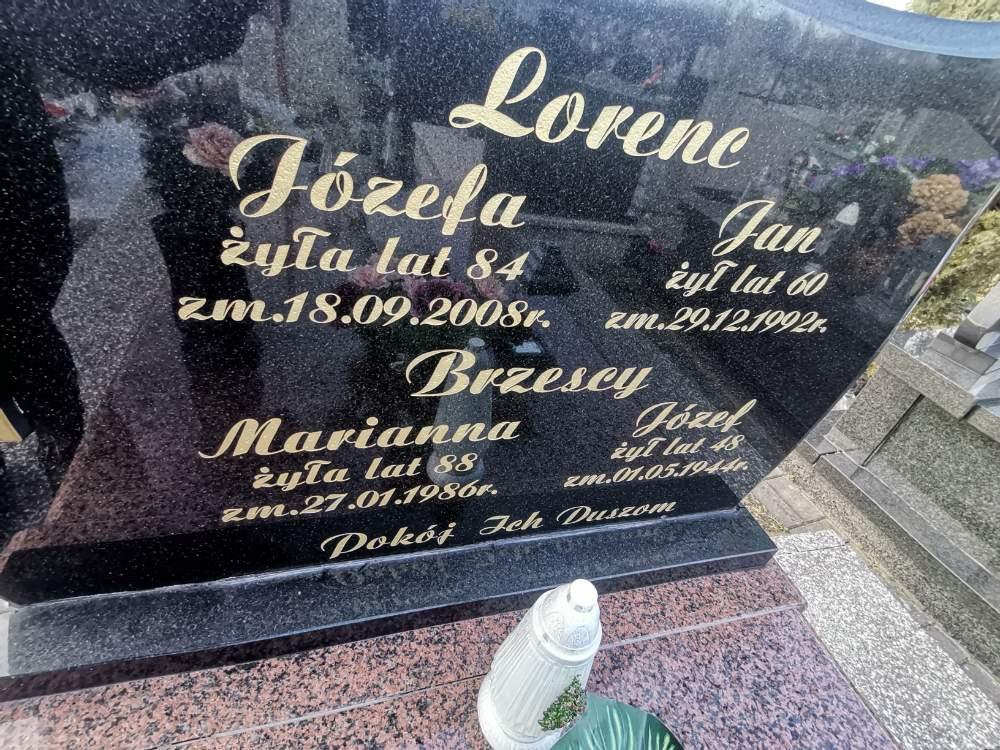 Lorenc
Józefa
żyła lat 84
zm.18.09.2008r.
Jan
żył lat 60
zm.29.12.1992r.
Brzescy
Marianna
żyła lat 88
zm.27.01.1986r.
Józef
żył lat 48
zm.01.05.1944r.
Pokój Ich Duszom